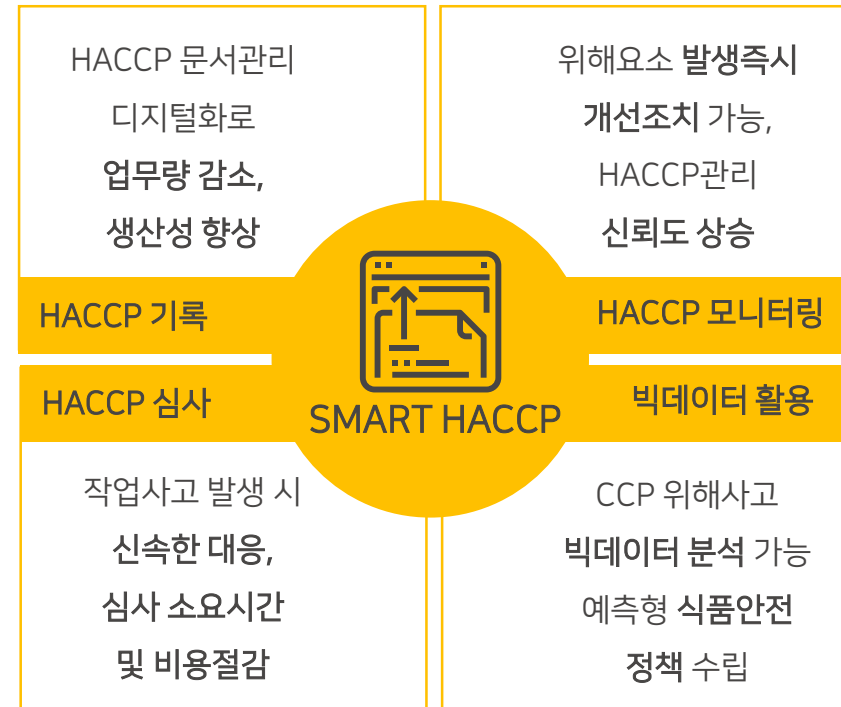 HACCP 문서관리
디지털화로
업무량 감소,
생산성 향상
HACCP 기록
위해요소 발생즉시
개선조치 가능,
HACCP관리
신뢰도 상승
HACCP 모니터링
SMART HACCP
HACCP 심사
작업사고 발생 시
신속한 대응,
심사 소요시간
및 비용절감
빅데이터 활용
CCP 위해사고
빅데이터 분석 가능
예측형 식품안전
정책 수립